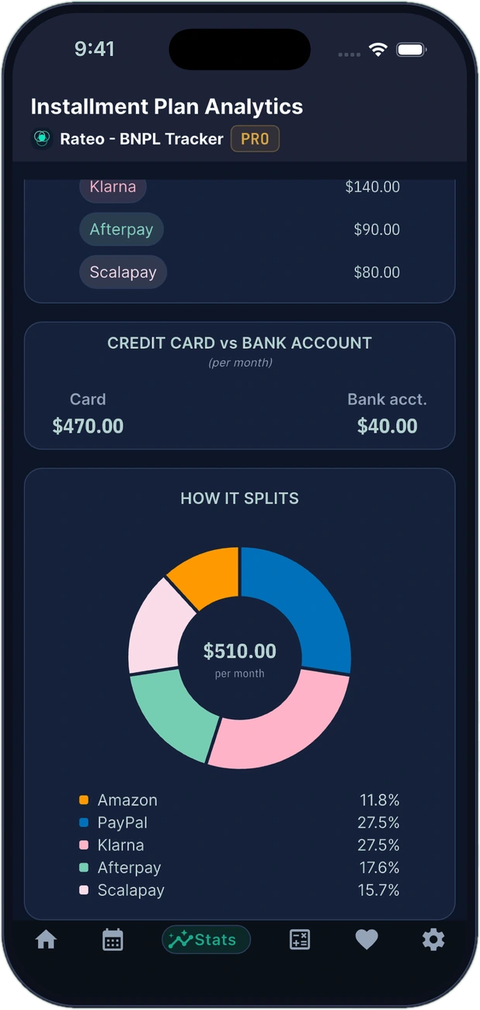 9:41
Installment Plan Analytics
Rateo - BNPL Tracker PRO
Klarna $140.00
Afterpay $90.00
Scalapay $80.00
CREDIT CARD vs BANK ACCOUNT
(per month)
Card Bank acct.
$470.00 $40.00
HOW IT SPLITS
$510.00
per month
Amazon 11.8%
PayPal 27.5%
Klarna 27.5%
Afterpay 17.6%
Scalapay 15.7%
Stats